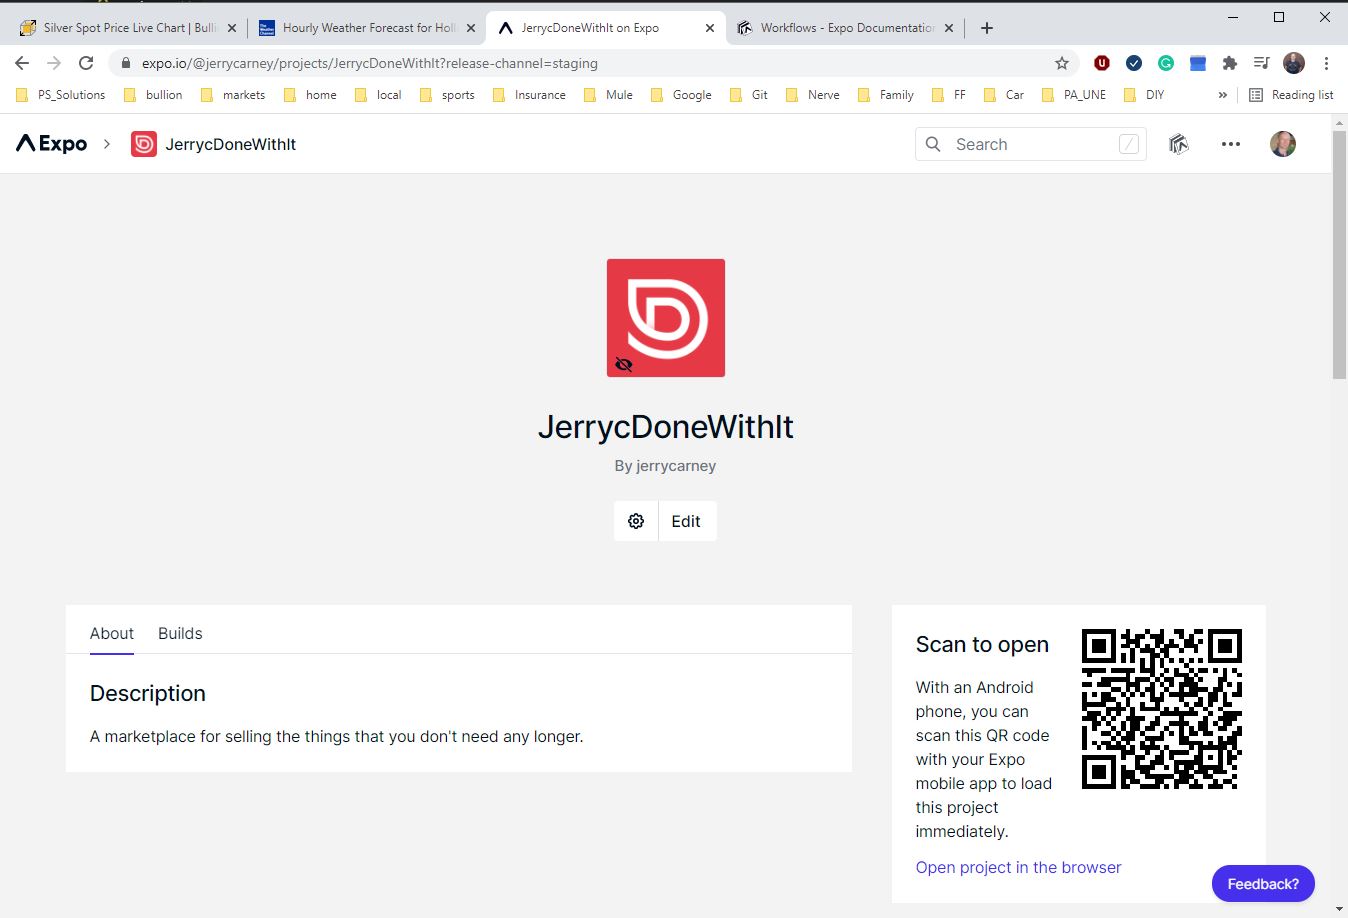 Silver Spot Price Live Chart | Bulli
Hourly Weather Forecast for Holl
JerrycDoneWithIt on Expo
Workflows - Expo Documentation
expo.io/@jerrycarney/projects/JerrycDoneWithIt?release-channel=staging
PS_Solutions bullion markets home local sports Insurance Mule Google Git Nerve Family FF Car PA_UNE DIY » Reading list
Expo > JerrycDoneWithIt Search /
JerrycDoneWithIt
By jerrycarney
Edit
About Builds
Description
A marketplace for selling the things that you don't need any longer.
Scan to open
With an Android
phone, you can
scan this QR code
with your Expo
mobile app to load
this project
immediately.
Open project in the browser
Feedback?